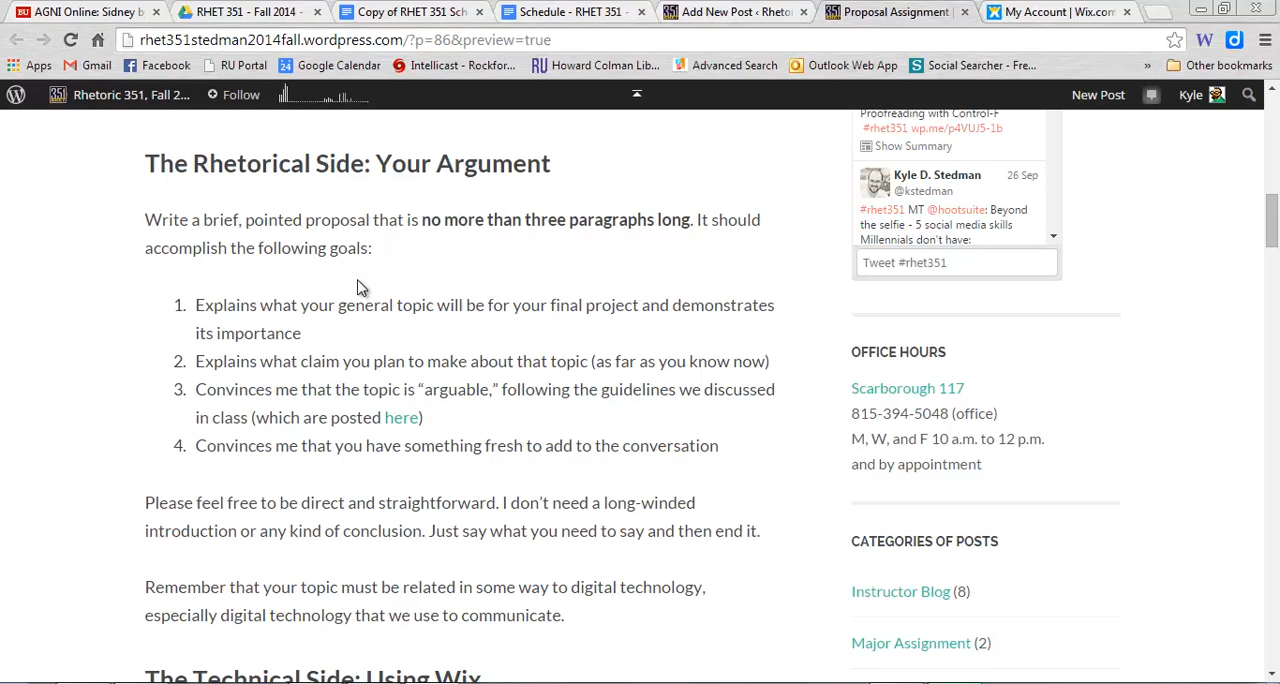 AGNI Online: Sidney b
RHET 351 - Fall 2014 -
Copy of RHET 351 Sch
Schedule - RHET 351 -
Add New Post ‹ Rheto
Proposal Assignment |
My Account | Wix.com
rhet351stedman2014fall.wordpress.com/?p=86&preview=true
Apps
Gmail
Facebook
RU Portal
Google Calendar
Intellicast - Rockfor...
Howard Colman Lib...
Advanced Search
Outlook Web App
Social Searcher - Fre...
»
Other bookmarks
Rhetoric 351, Fall 2...
Follow
New Post
Kyle
The Rhetorical Side: Your Argument
Write a brief, pointed proposal that is no more than three paragraphs long. It should
accomplish the following goals:
1. Explains what your general topic will be for your final project and demonstrates
its importance
2. Explains what claim you plan to make about that topic (as far as you know now)
3. Convinces me that the topic is “arguable,” following the guidelines we discussed
in class (which are posted here)
4. Convinces me that you have something fresh to add to the conversation
Please feel free to be direct and straightforward. I don’t need a long-winded
introduction or any kind of conclusion. Just say what you need to say and then end it.
Remember that your topic must be related in some way to digital technology,
especially digital technology that we use to communicate.
The Technical Side: Using Wix
Proofreading with Control-F
#rhet351 wp.me/p4VUJ5-1b
Show Summary
Kyle D. Stedman 26 Sep
@kstedman
#rhet351 MT @hootsuite: Beyond
the selfie - 5 social media skills
Millennials don't have:
Tweet #rhet351
OFFICE HOURS
Scarborough 117
815-394-5048 (office)
M, W, and F 10 a.m. to 12 p.m.
and by appointment
CATEGORIES OF POSTS
Instructor Blog (8)
Major Assignment (2)